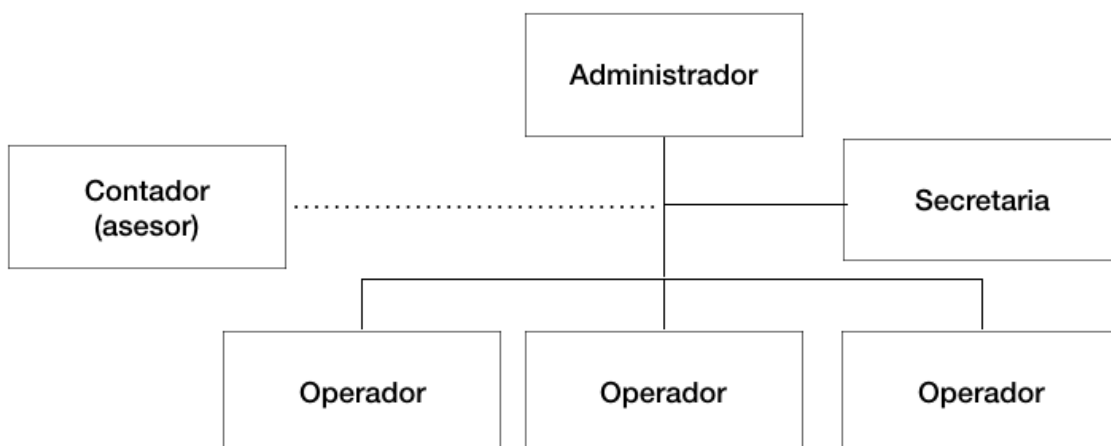 Administrador
Contador
(asesor)
Secretaria
Operador
Operador
Operador